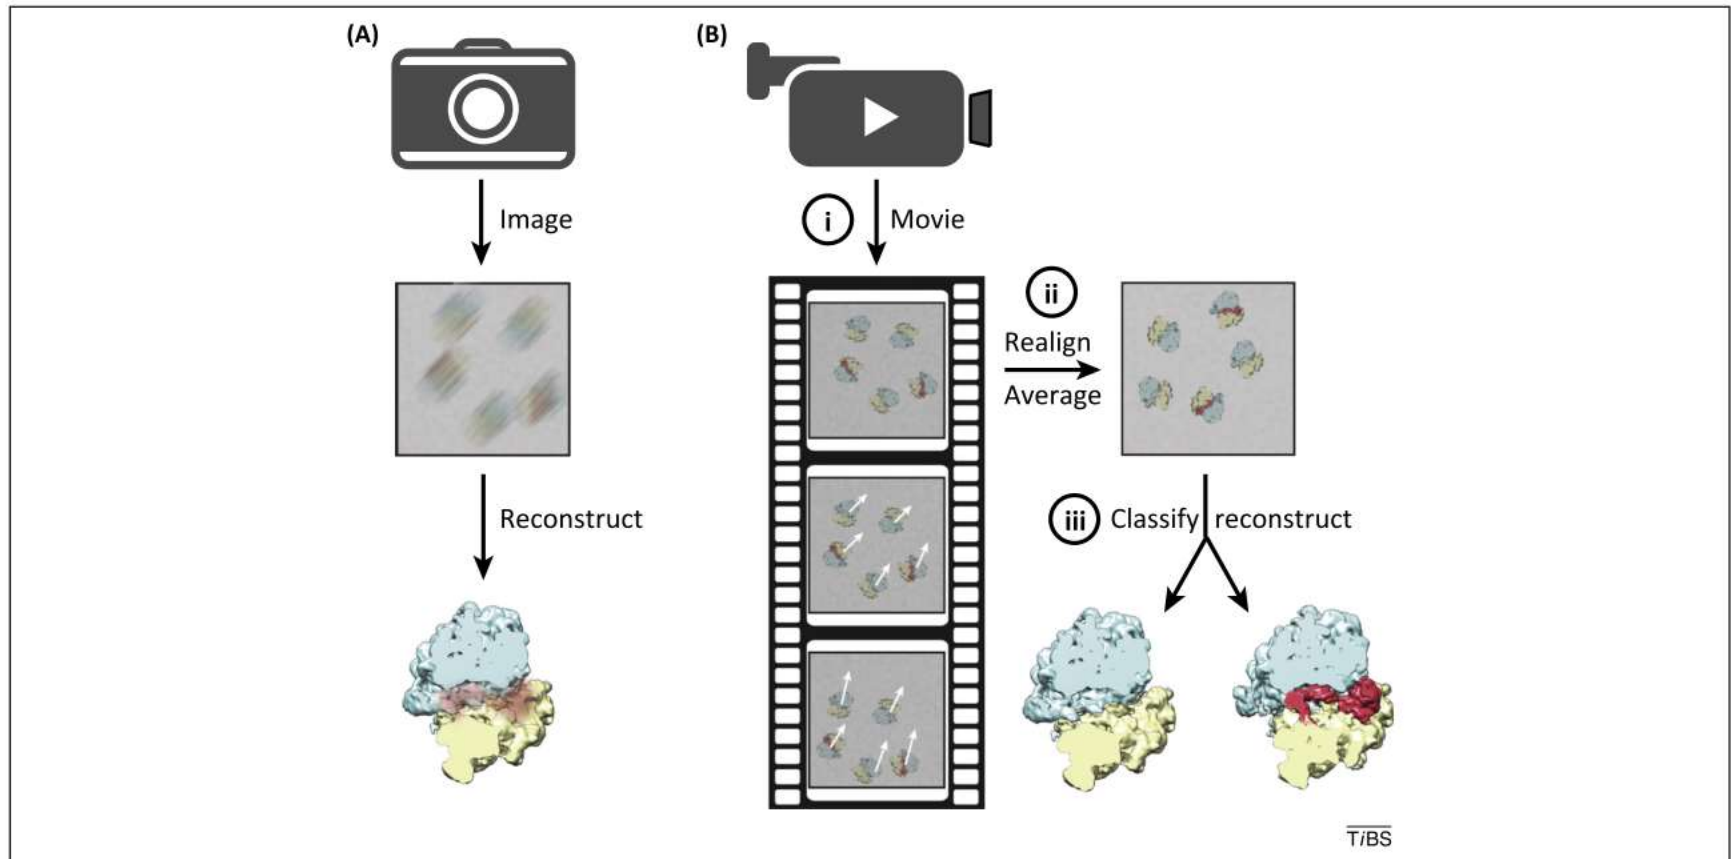 (A)
(B)
Image
i
Movie
ii
Realign
Average
Reconstruct
iii Classify reconstruct
TiBS